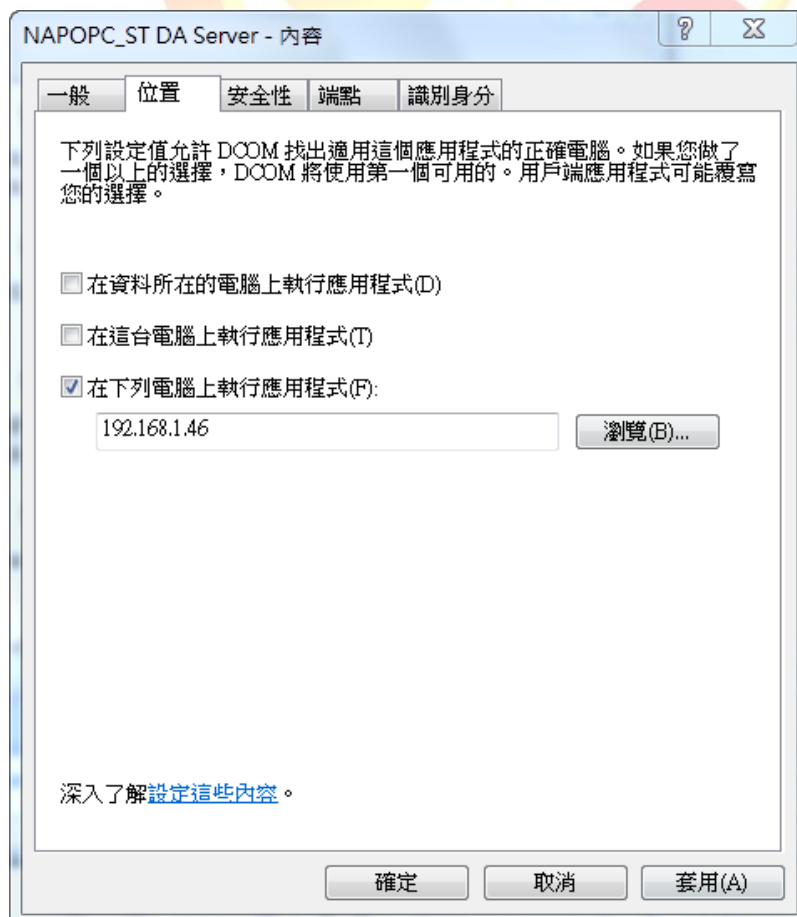 NAPOPC_ST DA Server - 內容
一般 位置 安全性 端點 識別身分
下列設定值允許 DCOM 找出適用這個應用程式的正確電腦。如果您做了
一個以上的選擇，DCOM 將使用第一個可用的。用戶端應用程式可能覆寫
您的選擇。
在資料所在的電腦上執行應用程式(D)
在這台電腦上執行應用程式(T)
在下列電腦上執行應用程式(F):
192.168.1.46 瀏覽(B)...
深入了解設定這些內容。
確定 取消 套用(A)